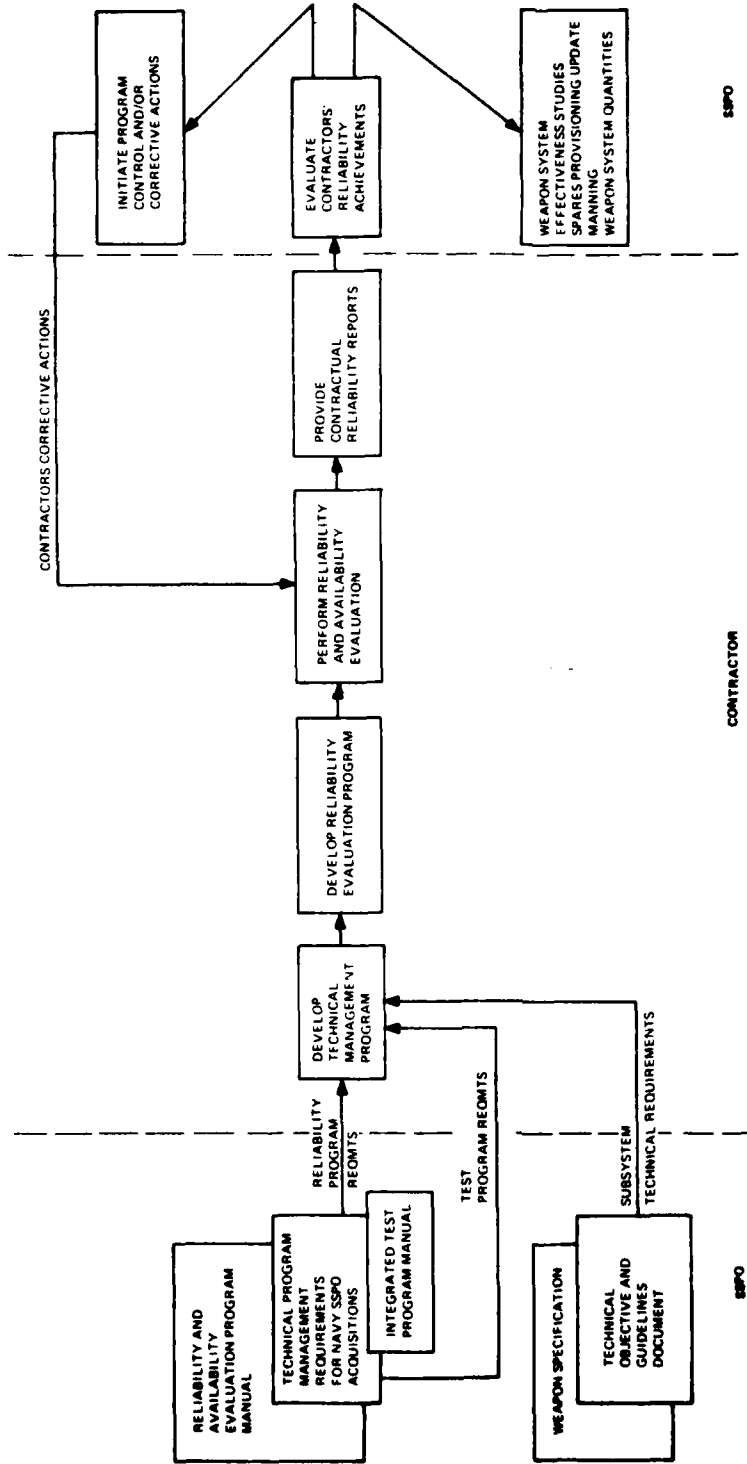 RELIABILITY AND
AVAILABILITY
EVALUATION PROGRAM
MANUAL
TECHNICAL PROGRAM
MANAGEMENT
REQUIREMENTS
FOR NAVY SSPO
ACQUISITIONS
INTEGRATED TEST
PROGRAM MANUAL
WEAPON SPECIFICATION
TECHNICAL
OBJECTIVE AND
GUIDELINES
DOCUMENT
SSPO
RELIABILITY
PROGRAM
REQMTS
TEST
PROGRAM REQMTS
SUBSYSTEM
TECHNICAL REQUIREMENTS
DEVELOP
TECHNICAL
MANAGEMENT
PROGRAM
DEVELOP RELIABILITY
EVALUATION PROGRAM
PERFORM RELIABILITY
AND AVAILABILITY
EVALUATION
PROVIDE
CONTRACTUAL
RELIABILITY REPORTS
CONTRACTORS CORRECTIVE ACTIONS
CONTRACTOR
INITIATE PROGRAM
CONTROL AND/OR
CORRECTIVE ACTIONS
EVALUATE
CONTRACTORS'
RELIABILITY
ACHIEVEMENTS
WEAPON SYSTEM
EFFECTIVENESS STUDIES
SPARES PROVISIONING UPDATE
MANNING
WEAPON SYSTEM QUANTITIES
SSPO